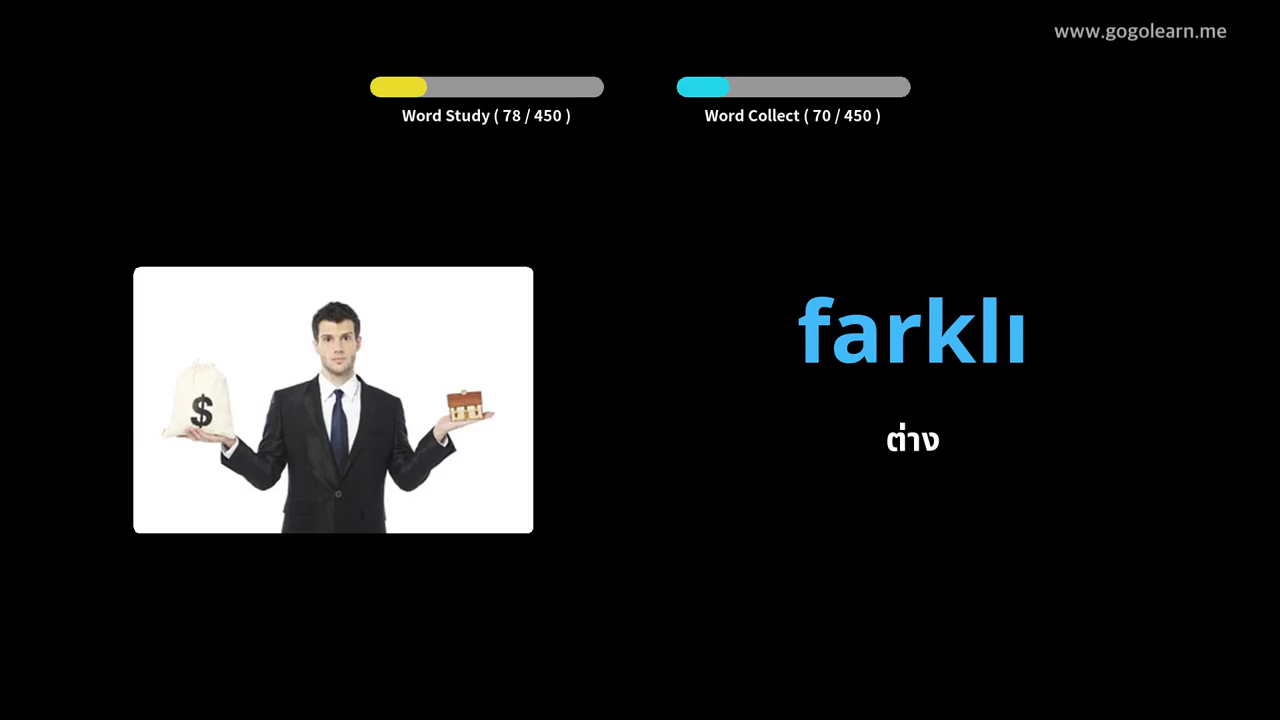 www.gogolearn.me
Word Study ( 78 / 450 )
Word Collect ( 70 / 450 )
$
farklı
ต่าง